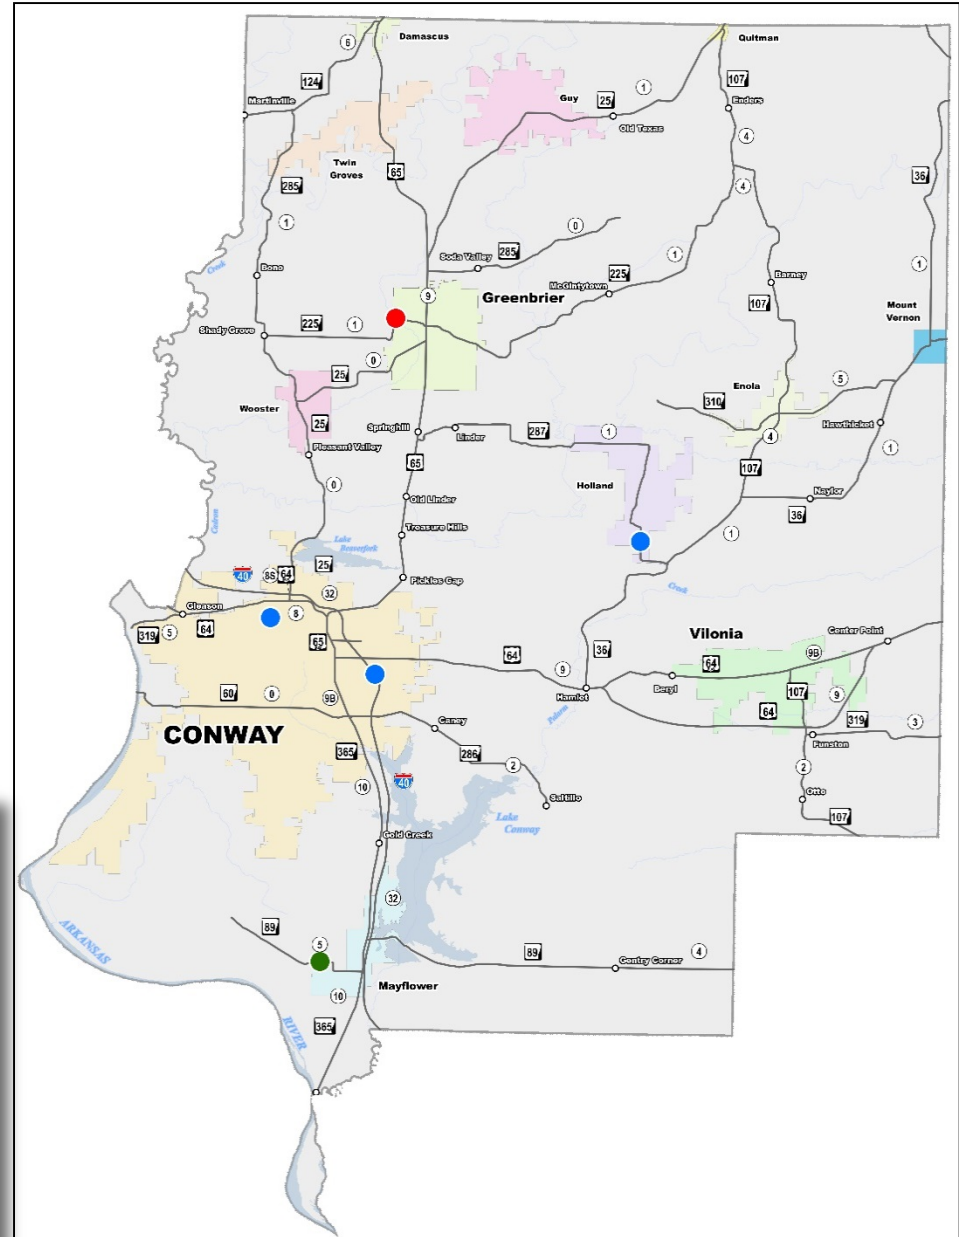 Damascus
Quitman
6
124
107
Martinville
1
Guy
25
Enders
Old Texas
4
Twin
Groves
65
285
4
36
1
0
Soda Valley
285
1
1
Creek
Bono
McGintytown
225
Barney
9
Greenbrier
107
Mount
Vernon
Shady Grove
225
1
0
25
Enola
5
Wooster
310
25
Springhill
Linder
287
1
4
Hawthicket
Pleasant Valley
65
107
1
0
Holland
Old Linder
Naylor
36
Cadron
Treasure Hills
1
Lake
Beaverfork
25
40
8S
64
Pickles Gap
Creek
32
Gleason
8
319
5
64
65
Vilonia
Center Point
64
36
9B
9
64
60
0
9B
Beryl
107
9
Hamlet
64
319
3
Palarm
CONWAY
Caney
Funston
365
286
2
2
40
10
Saltillo
Otto
Lake
Conway
107
Gold Creek
32
89
5
89
4
ARKANSAS
Gentry Corner
10
Mayflower
RIVER
365